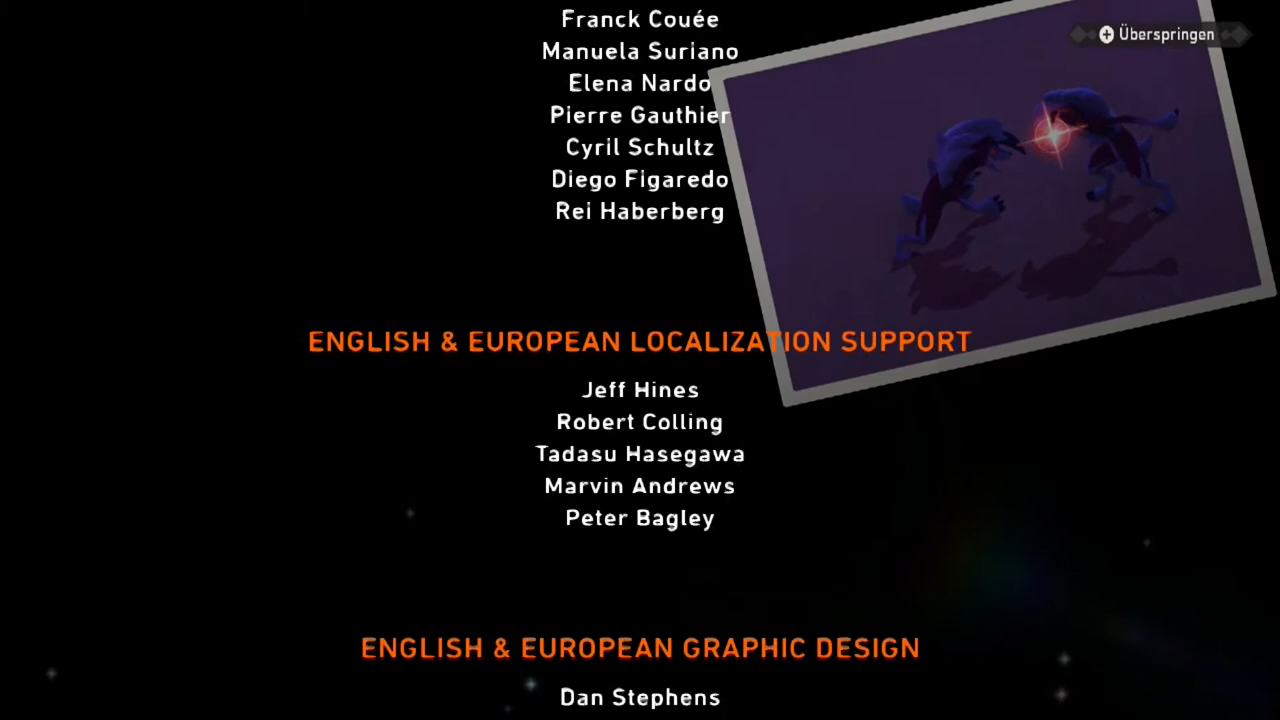 Franck Couée
Überspringen
Manuela Suriano
Elena Nardo
Pierre Gauthier
Cyril Schultz
Diego Figaredo
Rei Haberberg
ENGLISH & EUROPEAN LOCALIZATION SUPPORT
Jeff Hines
Robert Colling
Tadasu Hasegawa
Marvin Andrews
Peter Bagley
ENGLISH & EUROPEAN GRAPHIC DESIGN
Dan Stephens